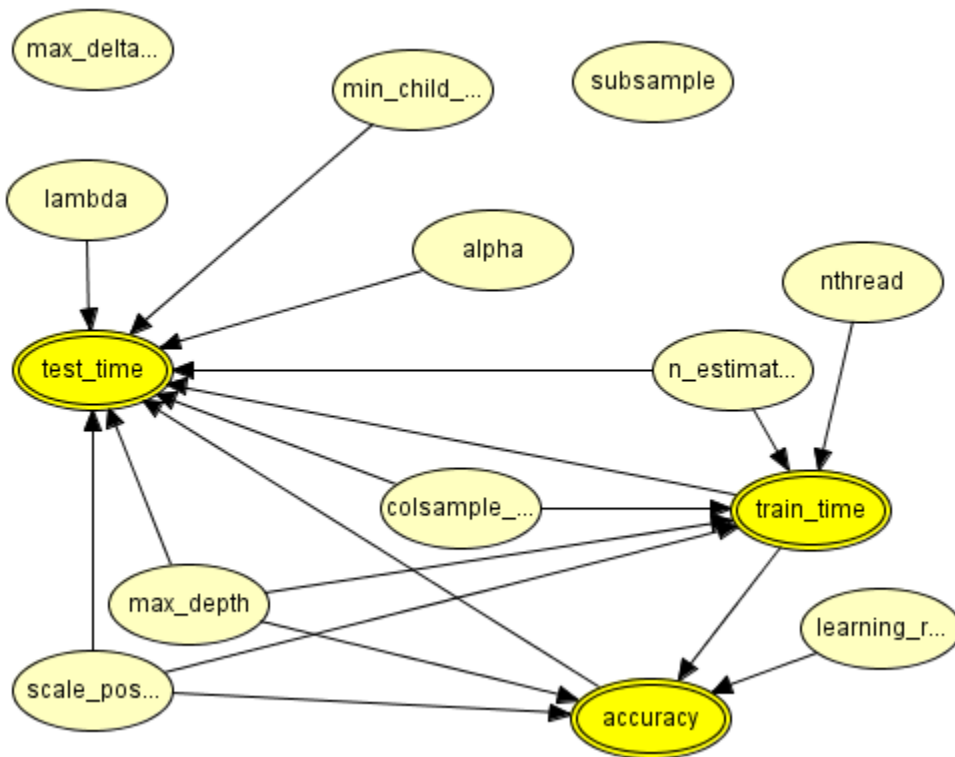 max_delta...
min_child_...
subsample
lambda
alpha
nthread
test_time
n_estimat...
colsample_...
train_time
max_depth
learning_r...
scale_pos...
accuracy